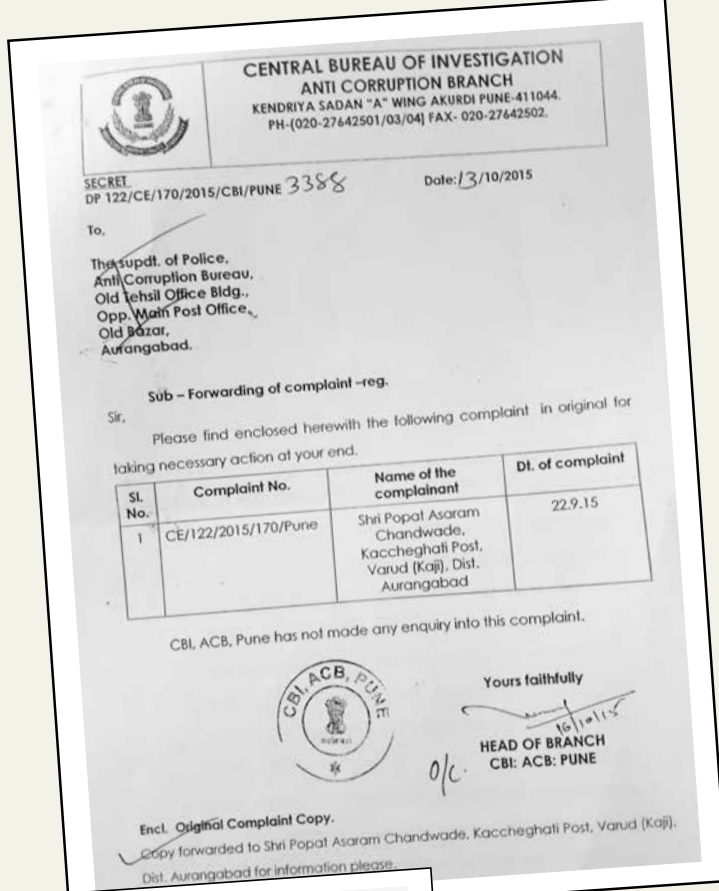 CENTRAL BUREAU OF INVESTIGATION
ANTI CORRUPTION BRANCH
KENDRIYA SADAN "A" WING AKURDI PUNE-411044.
PH-(020-27642501/03/04) FAX- 020-27642502.
SECRET
DP 122/CE/170/2015/CBI/PUNE 3388 Date:13/10/2015
To,
The supdt. of Police,
Anti Corruption Bureau,
Old Tehsil Office Bldg.,
Opp. Main Post Office,
Old Bazar,
Aurangabad.
Sub – Forwarding of complaint –reg.
Sir,
Please find enclosed herewith the following complaint in original for
taking necessary action at your end.
Sl. No. Complaint No. Name of the complainant Dt. of complaint
1 CE/122/2015/170/Pune Shri Popat Asaram 22.9.15
Chandwade,
Kaccheghati Post,
Varud (Kaji), Dist.
Aurangabad
CBI, ACB, Pune has not made any enquiry into this complaint.
CBI, ACB, PUNE
Yours faithfully
16/10/15
HEAD OF BRANCH
O/C. CBI: ACB: PUNE
Encl. Original Complaint Copy.
Copy forwarded to Shri Popat Asaram Chandwade, Kaccheghati Post, Varud (Kaji),
Dist. Aurangabad for information please.